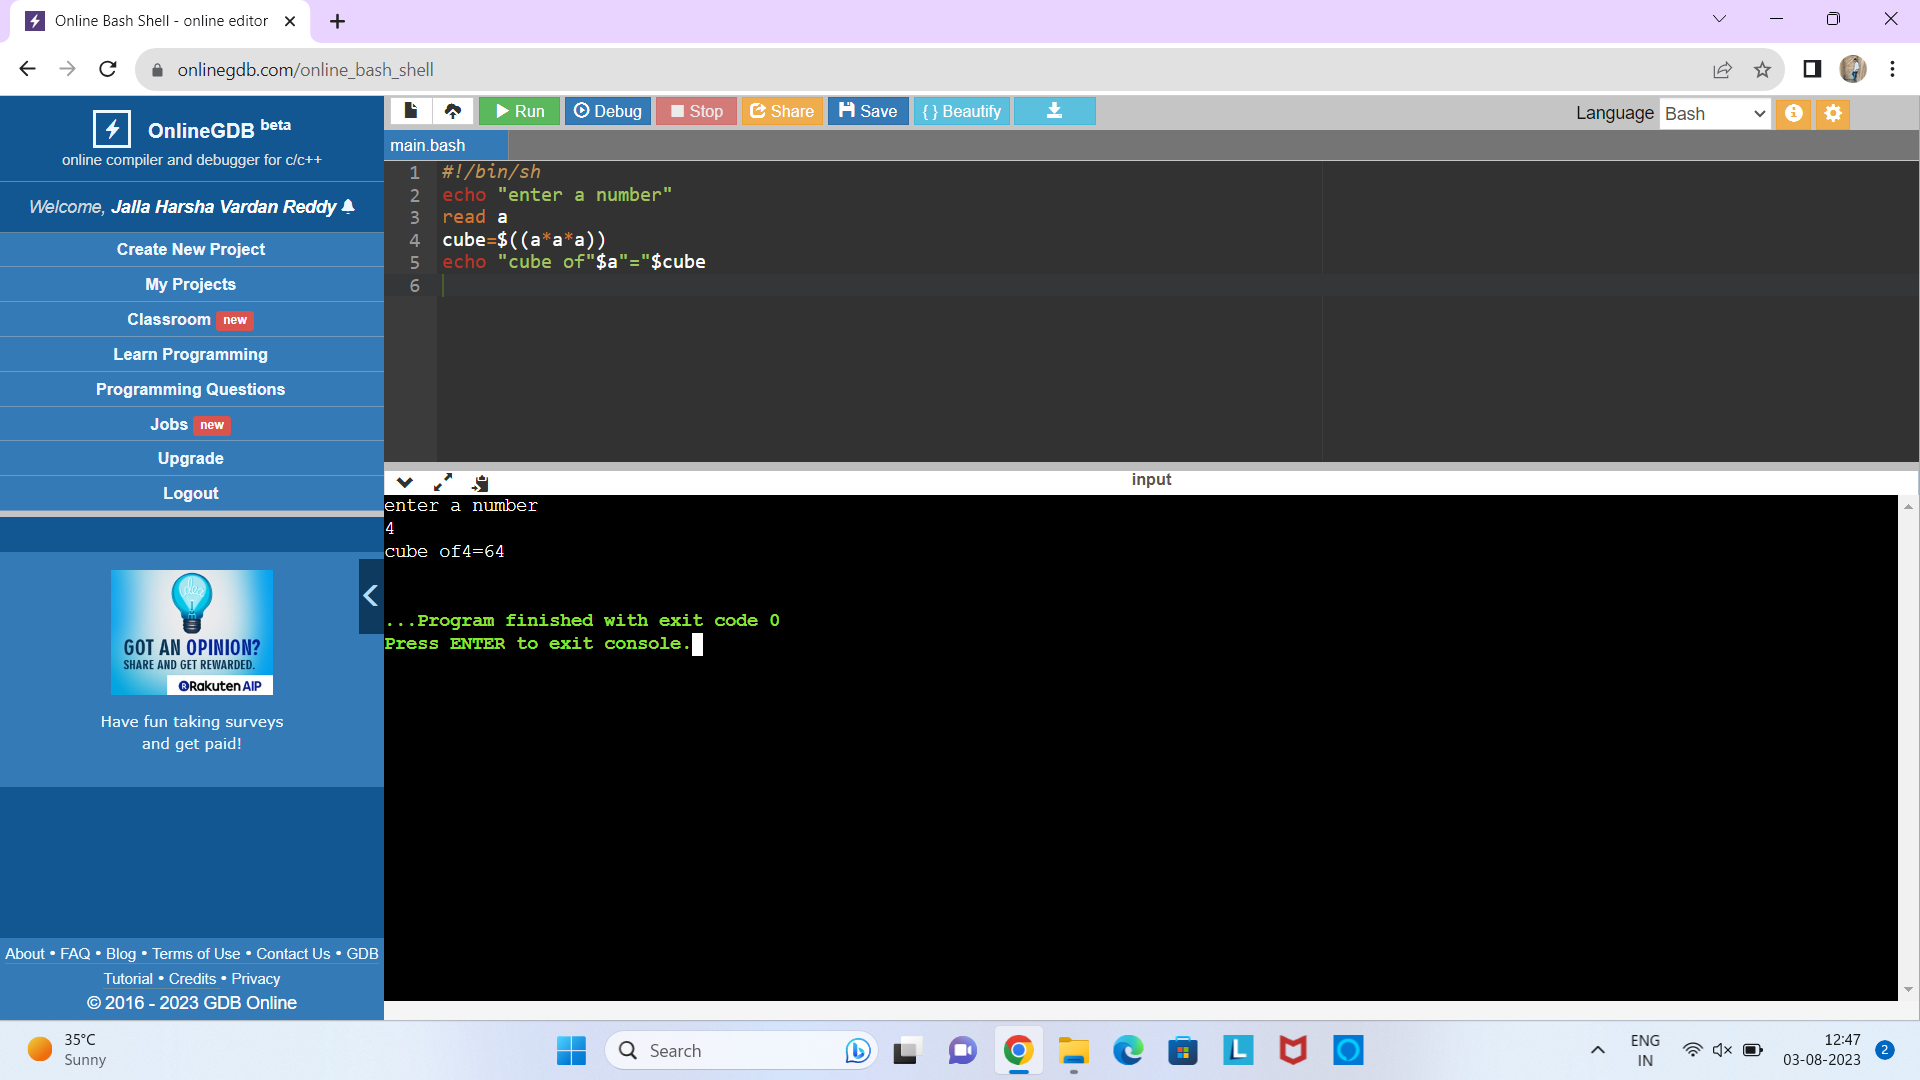 Online Bash Shell - online editor
onlinegdb.com/online_bash_shell
OnlineGDB beta
online compiler and debugger for c/c++
Welcome, Jalla Harsha Vardan Reddy
Create New Project
My Projects
Classroom new
Learn Programming
Programming Questions
Jobs new
Upgrade
Logout
idea
GOT AN OPINION?
SHARE AND GET REWARDED.
Rakuten AIP
Have fun taking surveys
and get paid!
About • FAQ • Blog • Terms of Use • Contact Us • GDB
Tutorial • Credits • Privacy
© 2016 - 2023 GDB Online
Run Debug Stop Share Save { } Beautify
Language Bash
main.bash
1 #!/bin/sh
2 echo "enter a number"
3 read a
4 cube=$((a*a*a))
5 echo "cube of"$a"="$cube
6
input
enter a number
4
cube of4=64
...Program finished with exit code 0
Press ENTER to exit console.
35°C
Sunny
Search
L
ENG
IN
12:47
03-08-2023
2